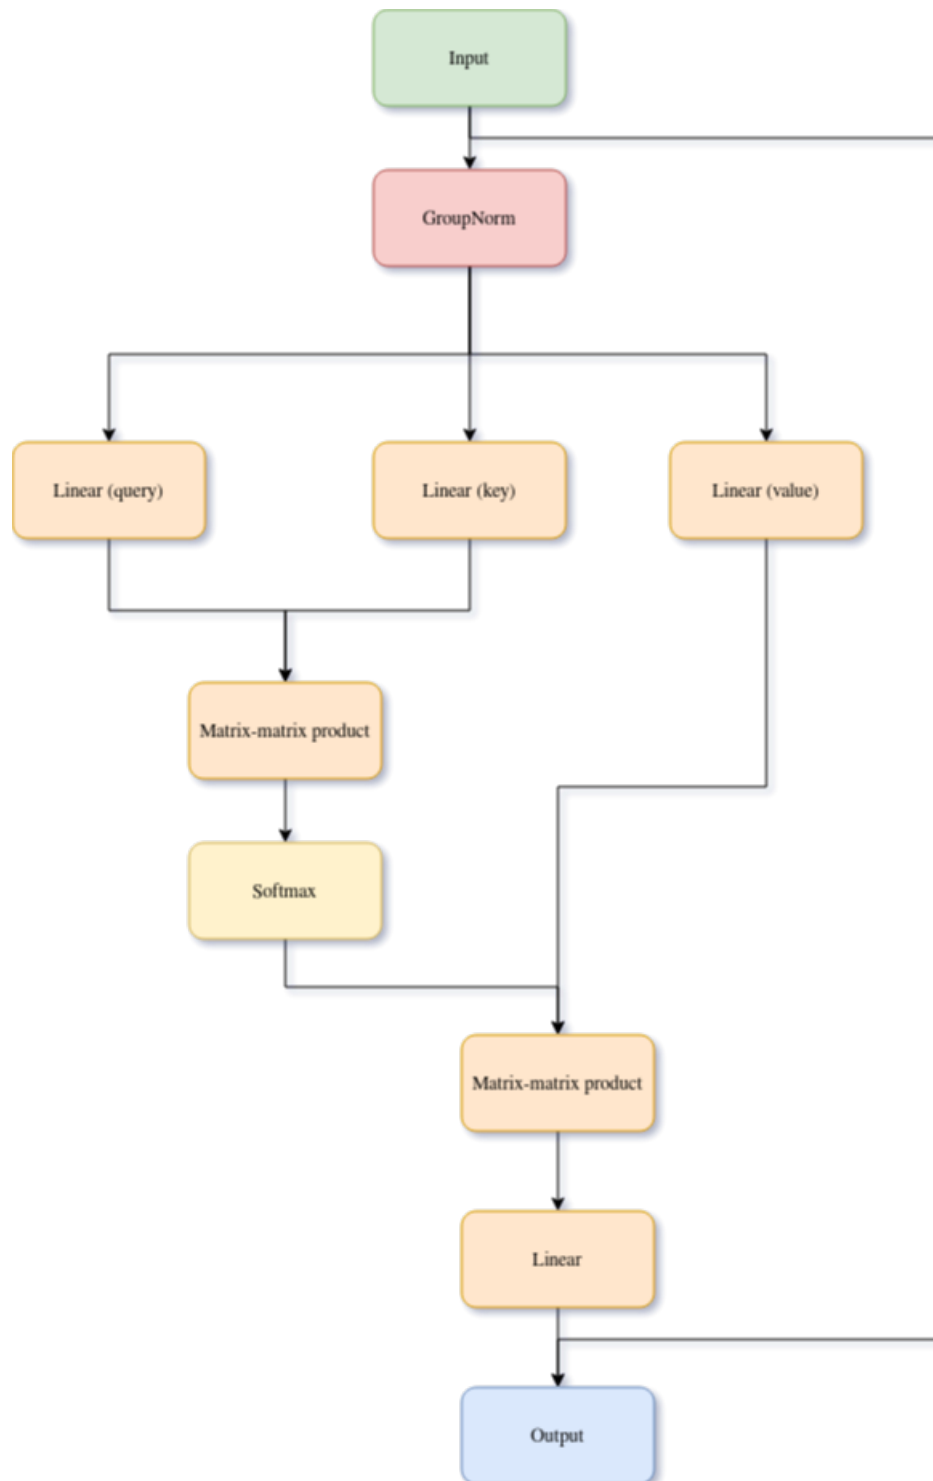 Input
GroupNorm
Linear (query)
Linear (key)
Linear (value)
Matrix-matrix product
Softmax
Matrix-matrix product
Linear
Output